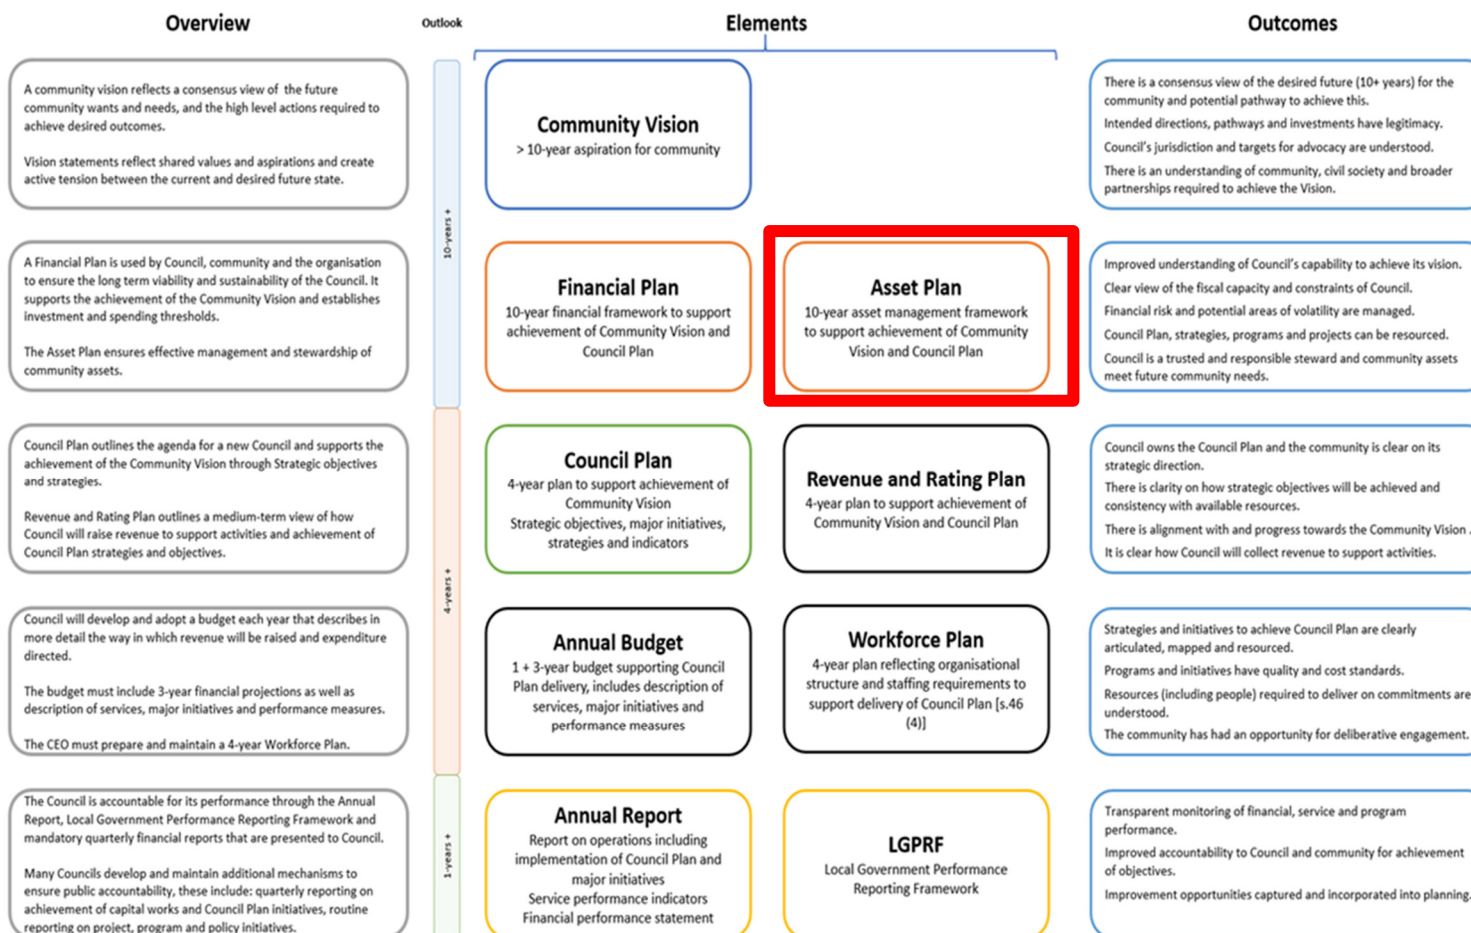 Overview
Outlook
Elements
Outcomes
A community vision reflects a consensus view of the future
community wants and needs, and the high level actions required to
achieve desired outcomes.
Vision statements reflect shared values and aspirations and create
active tension between the current and desired future state.
10-years +
Community Vision
> 10-year aspiration for community
There is a consensus view of the desired future (10+ years) for the
community and potential pathway to achieve this.
Intended directions, pathways and investments have legitimacy.
Council's jurisdiction and targets for advocacy are understood.
There is an understanding of community, civil society and broader
partnerships required to achieve the Vision.
A Financial Plan is used by Council, community and the organisation
to ensure the long term viability and sustainability of the Council. It
supports the achievement of the Community Vision and establishes
investment and spending thresholds.
The Asset Plan ensures effective management and stewardship of
community assets.
Financial Plan
10-year financial framework to support
achievement of Community Vision and
Council Plan
Asset Plan
10-year asset management framework
to support achievement of Community
Vision and Council Plan
Improved understanding of Council's capability to achieve its vision.
Clear view of the fiscal capacity and constraints of Council.
Financial risk and potential areas of volatility are managed.
Council Plan, strategies, programs and projects can be resourced.
Council is a trusted and responsible steward and community assets
meet future community needs.
Council Plan outlines the agenda for a new Council and supports the
achievement of the Community Vision through Strategic objectives
and strategies.
Revenue and Rating Plan outlines a medium-term view of how
Council will raise revenue to support activities and achievement of
Council Plan strategies and objectives.
4-years +
Council Plan
4-year plan to support achievement of
Community Vision
Strategic objectives, major initiatives,
strategies and indicators
Revenue and Rating Plan
4-year plan to support achievement of
Community Vision and Council Plan
Council owns the Council Plan and the community is clear on its
strategic direction.
There is clarity on how strategic objectives will be achieved and
consistency with available resources.
There is alignment with and progress towards the Community Vision .
It is clear how Council will collect revenue to support activities.
Council will develop and adopt a budget each year that describes in
more detail the way in which revenue will be raised and expenditure
directed.
The budget must include 3-year financial projections as well as
description of services, major initiatives and performance measures.
The CEO must prepare and maintain a 4-year Workforce Plan.
Annual Budget
1 + 3-year budget supporting Council
Plan delivery, includes description of
services, major initiatives and
performance measures
Workforce Plan
4-year plan reflecting organisational
structure and staffing requirements to
support delivery of Council Plan [s.46
(4)]
Strategies and initiatives to achieve Council Plan are clearly
articulated, mapped and resourced.
Programs and initiatives have quality and cost standards.
Resources (including people) required to deliver on commitments are
understood.
The community has had an opportunity for deliberative engagement.
The Council is accountable for its performance through the Annual
Report, Local Government Performance Reporting Framework and
mandatory quarterly financial reports that are presented to Council.
Many Councils develop and maintain additional mechanisms to
ensure public accountability, these include: quarterly reporting on
achievement of capital works and Council Plan initiatives, routine
reporting on project, program and policy initiatives.
1-years +
Annual Report
Report on operations including
implementation of Council Plan and
major initiatives
Service performance indicators
Financial performance statement
LGPRF
Local Government Performance
Reporting Framework
Transparent monitoring of financial, service and program
performance.
Improved accountability to Council and community for achievement
of objectives.
Improvement opportunities captured and incorporated into planning.